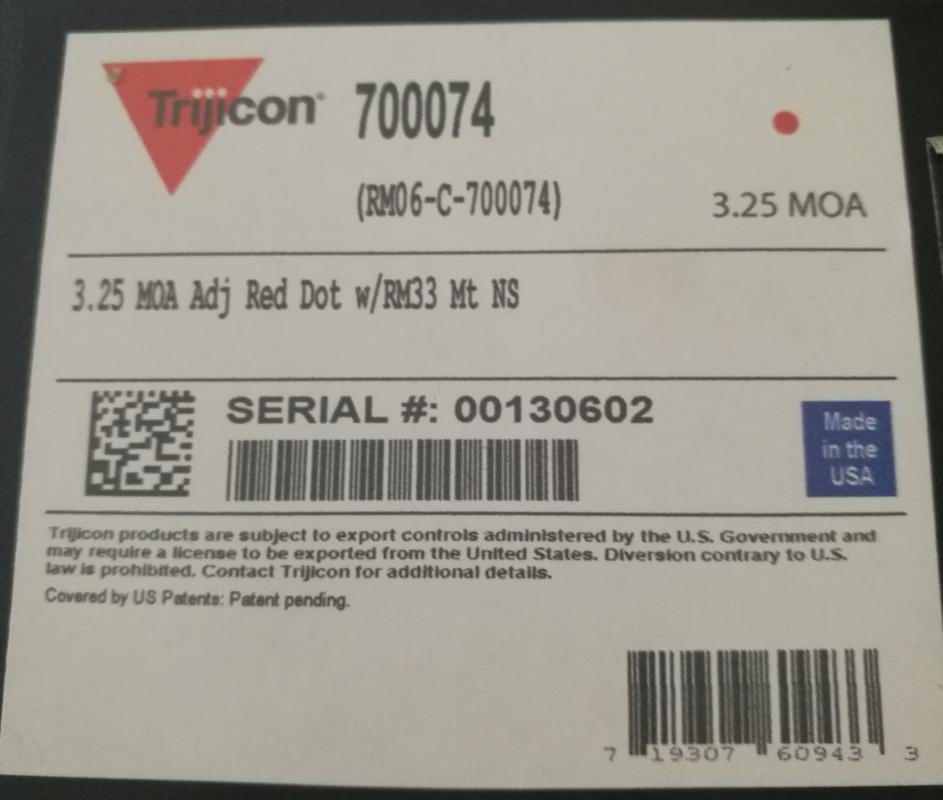 Trijicon® 700074
(RM06-C-700074)
3.25 MOA
3.25 MOA Adj Red Dot w/RM33 Mt NS
SERIAL #: 00130602
Made
in the
USA
Trijicon products are subject to export controls administered by the U.S. Government and
may require a license to be exported from the United States. Diversion contrary to U.S.
law is prohibited. Contact Trijicon for additional details.
Covered by US Patents: Patent pending.
7 19307 60943 3